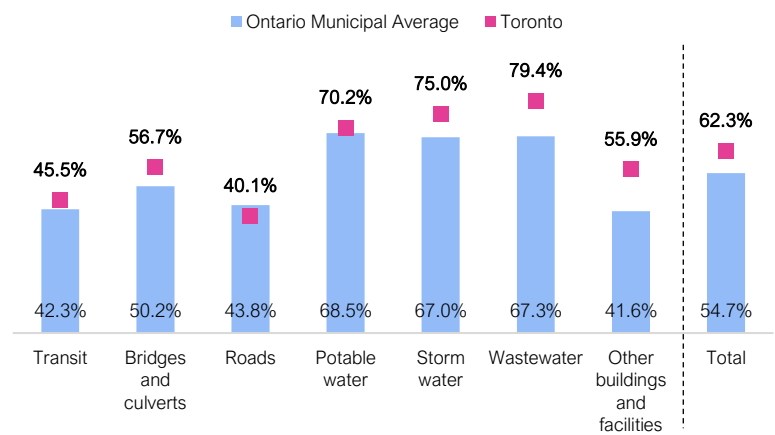 Ontario Municipal Average Toronto
79.4%
75.0%
70.2%
62.3%
56.7%
55.9%
45.5%
40.1%
42.3% 50.2% 43.8% 68.5% 67.0% 67.3% 41.6% 54.7%
Transit Bridges Roads Potable Storm Wastewater Other Total
and water water buildings
culverts and
facilities